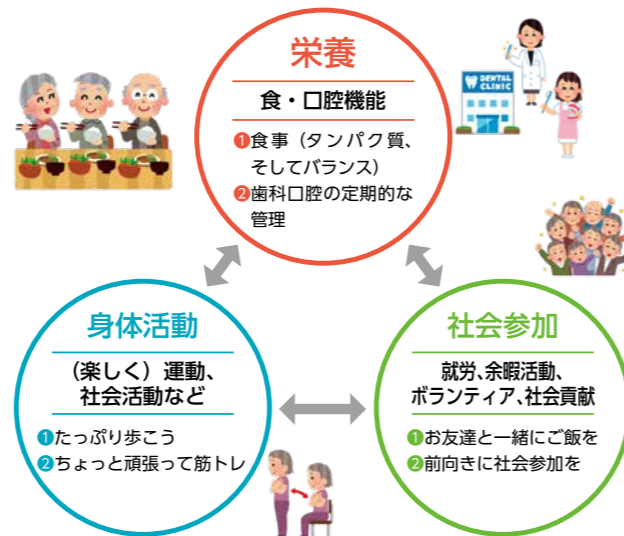 栄養
食・口腔機能
❶食事（タンパク質、
そしてバランス）
❷歯科口腔の定期的な
管理
DENTAL
CLINIC
身体活動
（楽しく）運動、
社会活動など
❶たっぷり歩こう
❷ちょっと頑張って筋トレ
社会参加
就労、余暇活動、
ボランティア、社会貢献
❶お友達と一緒にご飯を
❷前向きに社会参加を